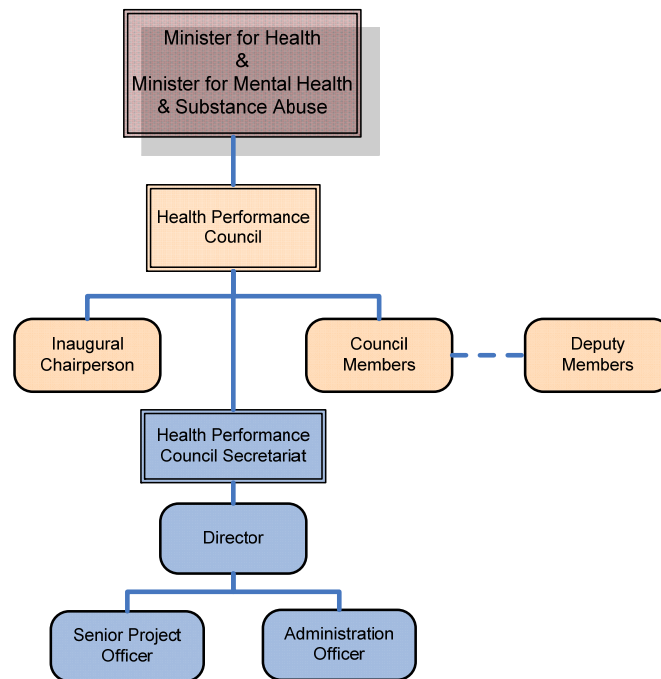 Minister for Health
&
Minister for Mental Health
& Substance Abuse
Health Performance
Council
Inaugural
Chairperson
Council
Members
Deputy
Members
Health Performance
Council Secretariat
Director
Senior Project
Officer
Administration
Officer